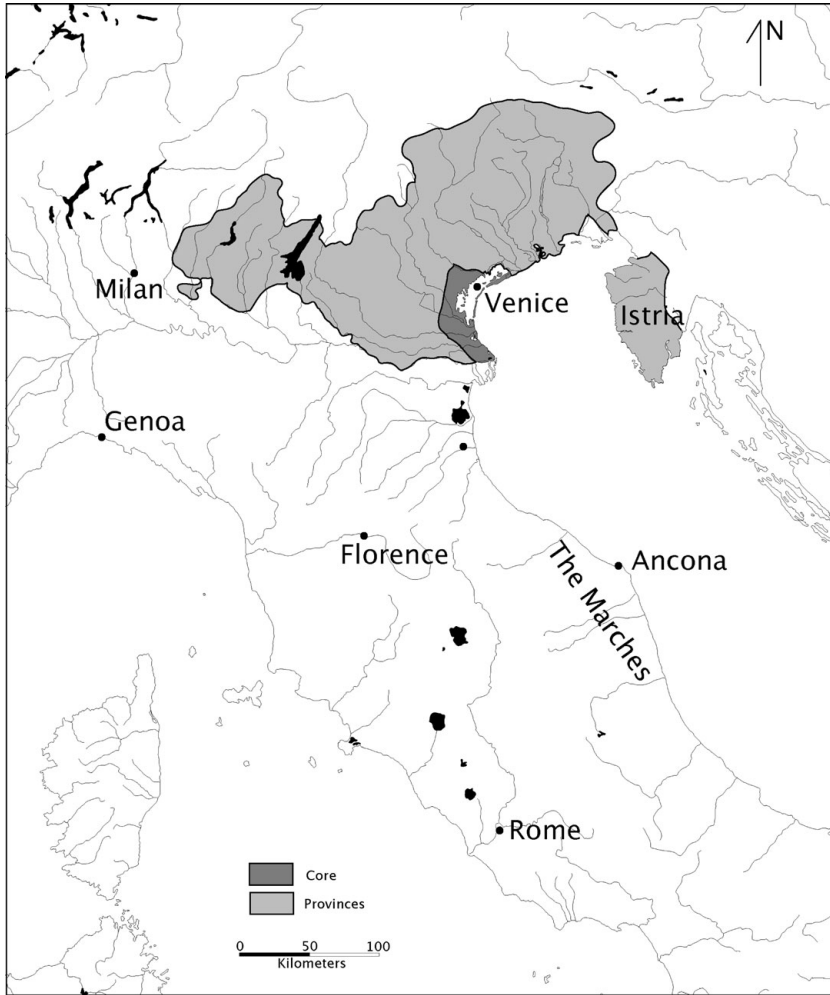 N
Milan
Venice
Istria
Genoa
Florence
Ancona
The Marches
Rome
Core
Provinces
0 50 100
Kilometers